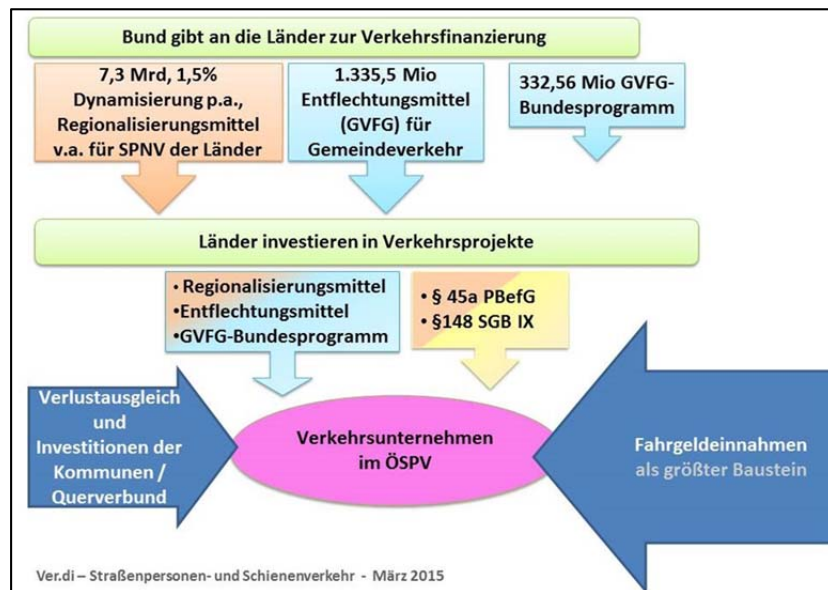 Bund gibt an die Länder zur Verkehrsfinanzierung
7,3 Mrd, 1,5%
Dynamisierung p.a.,
Regionalisierungsmittel
v.a. für SPNV der Länder
1.335,5 Mio
Entflechtungsmittel
(GVFG) für
Gemeindeverkehr
332,56 Mio GVFG-
Bundesprogramm
Länder investieren in Verkehrsprojekte
• Regionalisierungsmittel
•Entflechtungsmittel
•GVFG-Bundesprogramm
• § 45a PBefG
• §148 SGB IX
Verlustausgleich
und
Investitionen der
Kommunen /
Querverbund
Verkehrsunternehmen
im ÖSPV
Fahrgeldeinnahmen
als größter Baustein
Ver.di – Straßenpersonen- und Schienenverkehr - März 2015